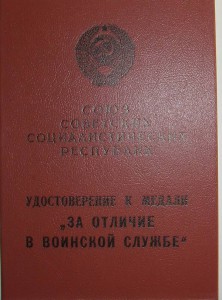 СОЮЗ
СОВЕТСКИХ
СОЦИАЛИСТИЧЕСКИХ
РЕСПУБЛИК
УДОСТОВЕРЕНИЕ К МЕДАЛИ
„ЗА ОТЛИЧИЕ
В ВОИНСКОЙ СЛУЖБЕ“